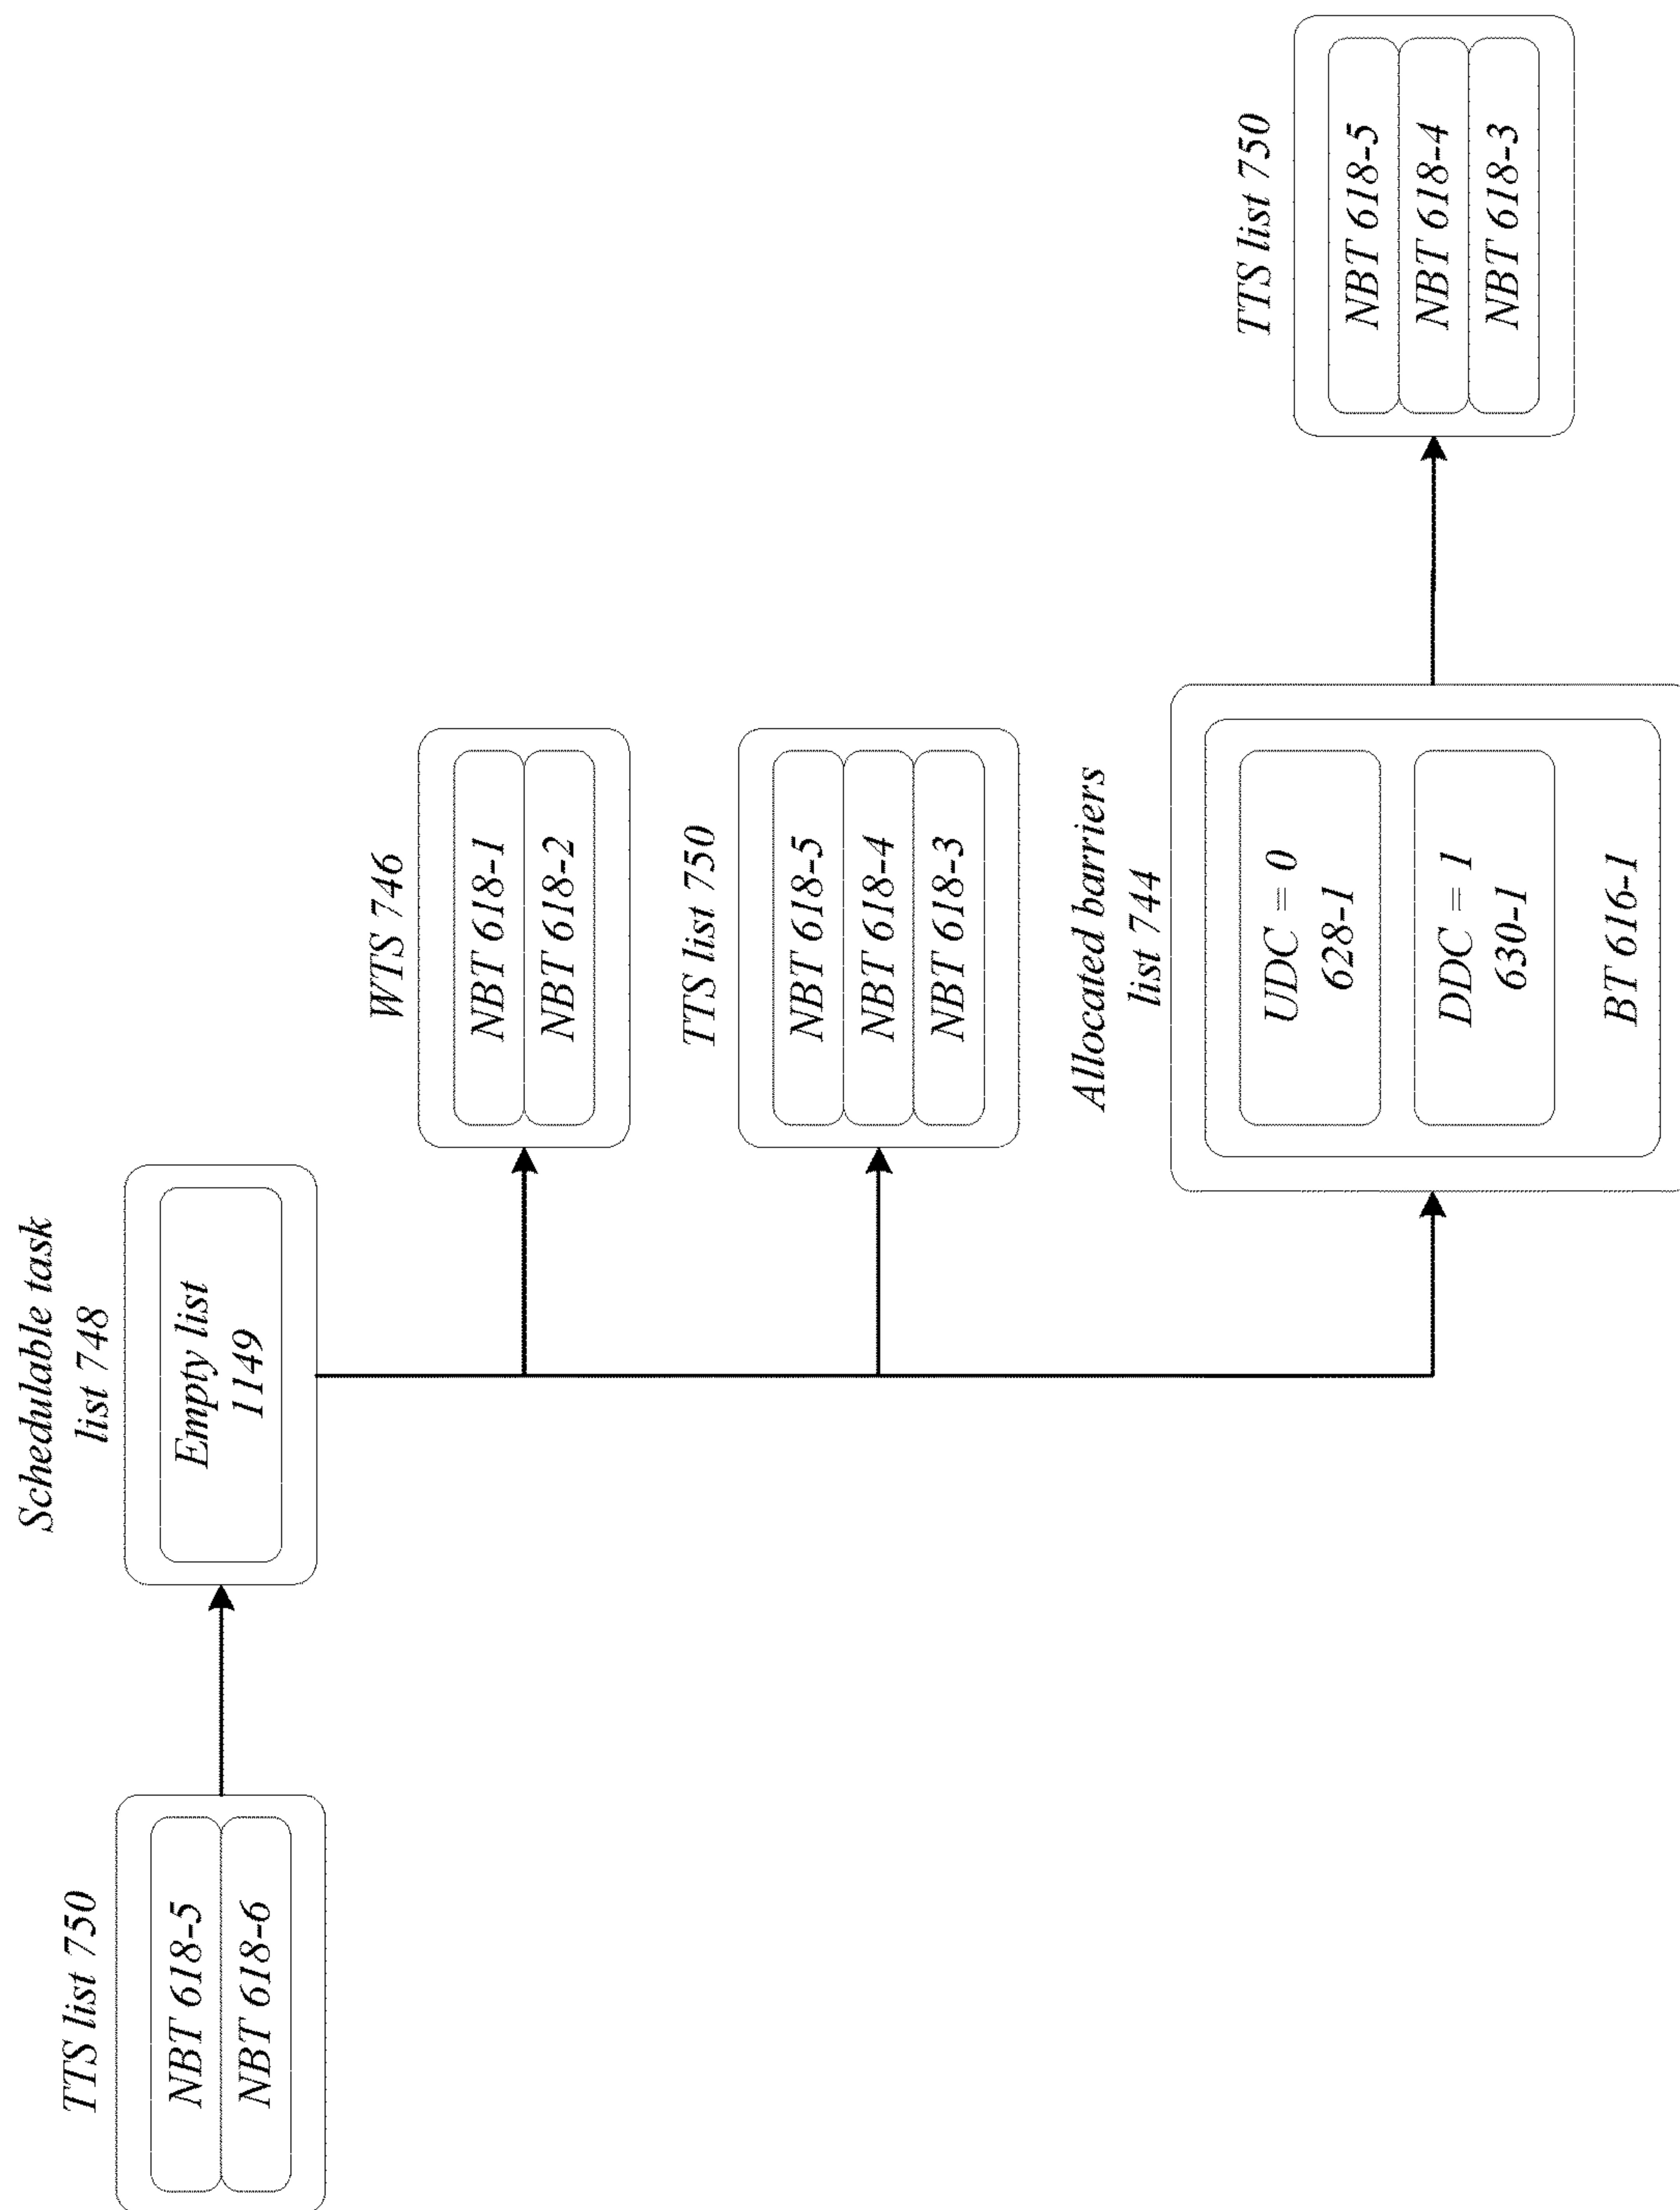 TTS list 750
NBT 618-5
NBT 618-6
Schedulable task
list 748
Empty list
1149
WTS 746
NBT 618-1
NBT 618-2
TTS list 750
NBT 618-5
NBT 618-4
NBT 618-3
Allocated barriers
list 744
UDC = 0
628-1
DDC = 1
630-1
BT 616-1
TTS list 750
NBT 618-5
NBT 618-4
NBT 618-3